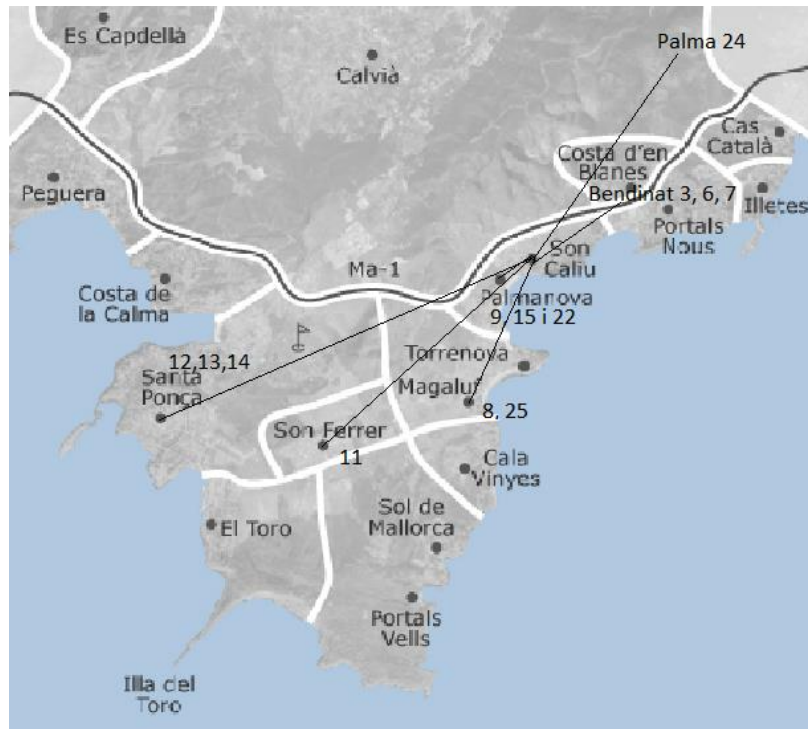 Es Capdellà
Palma 24
Calvià
Cas
Català
Costa d'en
Blanes
Peguera
Bendinat 3, 6, 7
Illetes
Portals
Nous
Son
Caliu
Ma-1
Costa de
la Calma
Palmanova
9, 15 i 22
Torrenova
12,13,14
Santa
Ponça
Magaluf
8, 25
Son Ferrer
11
Cala
Vinyes
Sol de
Mallorca
El Toro
Portals
Vells
Illa del
Toro